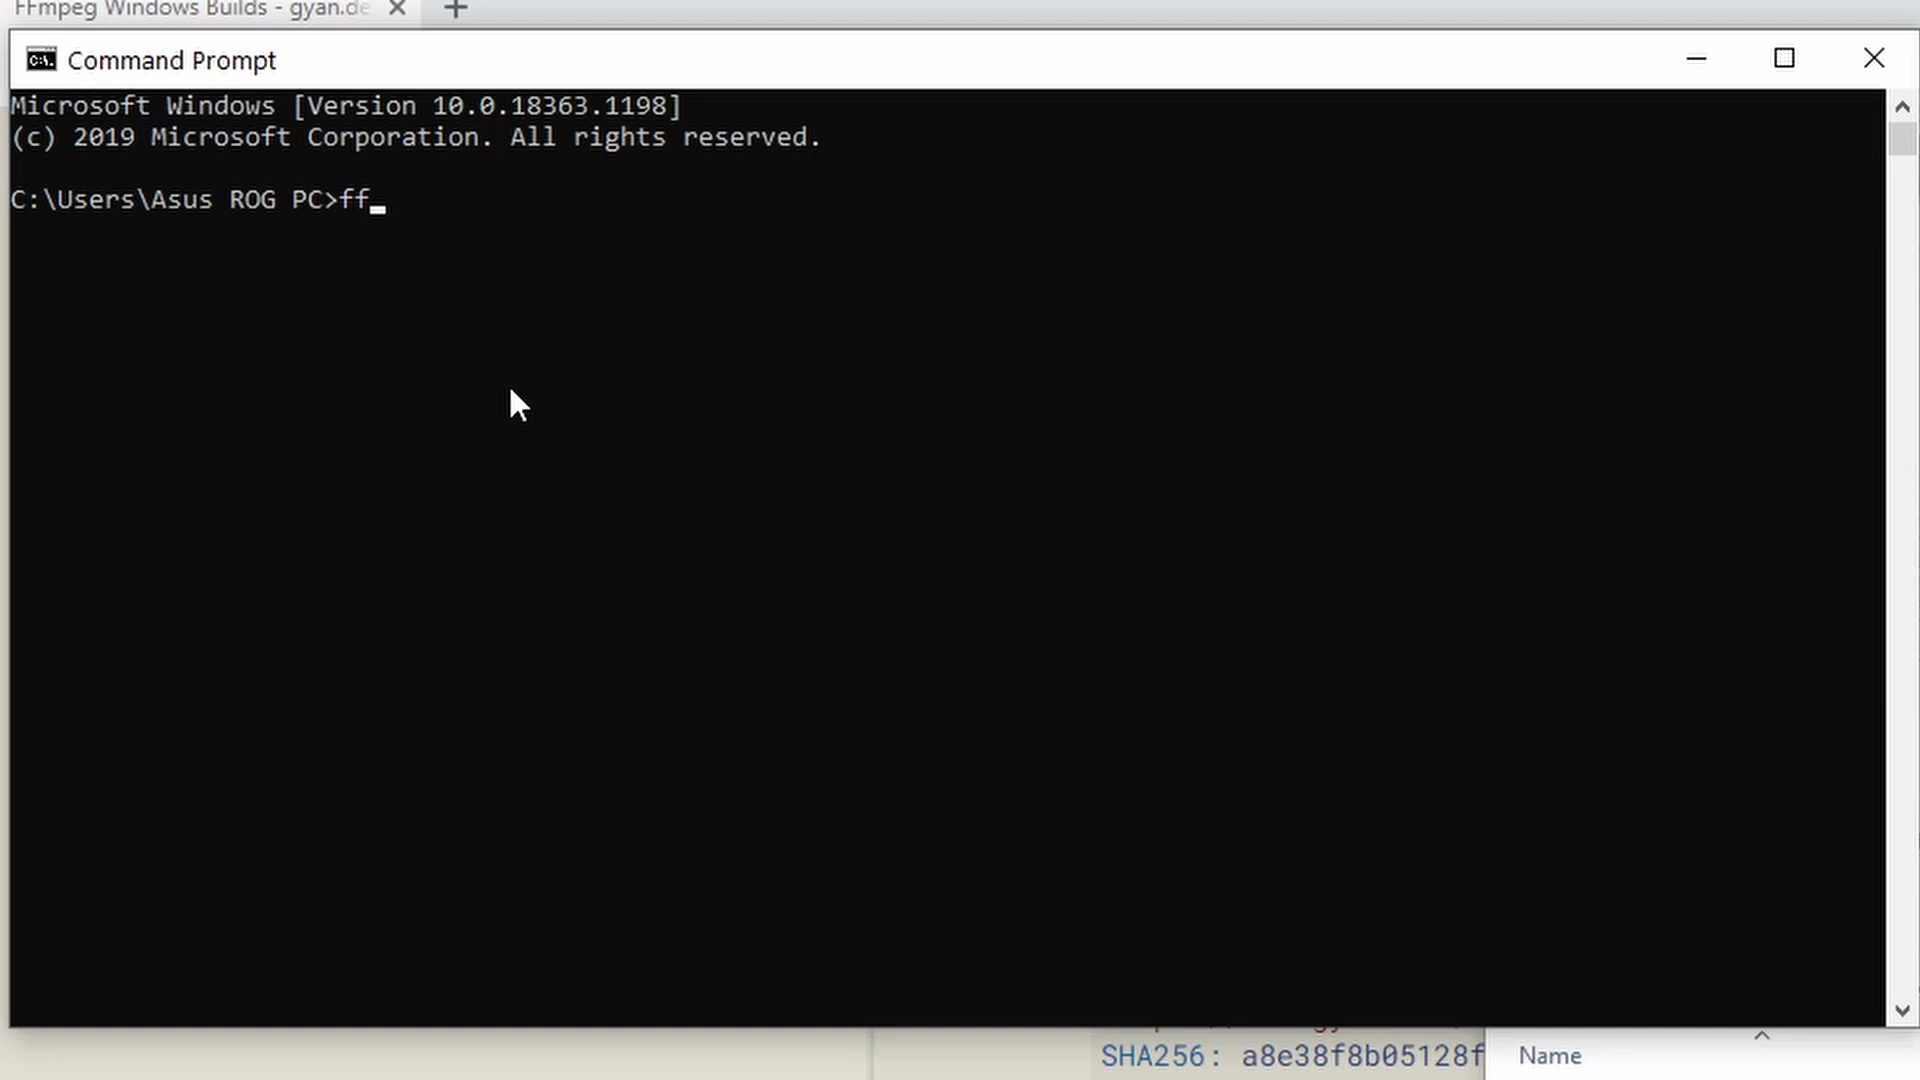 FFmpeg Windows Builds - gyan.de
Command Prompt
Microsoft Windows [Version 10.0.18363.1198]
(c) 2019 Microsoft Corporation. All rights reserved.
C:\Users\Asus ROG PC>ff
SHA256: a8e38f8b05128f
Name